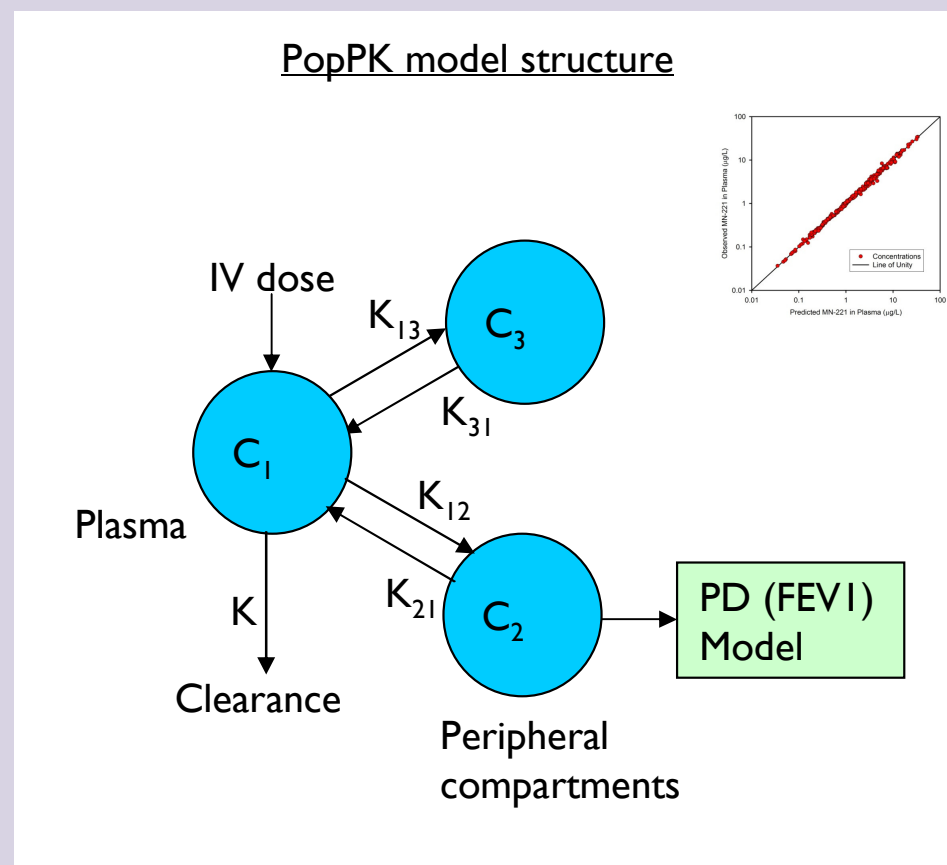 PopPK model structure
100
10
1
0.1
0.01
Observed MN-221 in Plasma (µg/L)
Concentrations
Line of Unity
0.01
0.1
1
10
100
Predicted MN-221 in Plasma (µg/L)
IV dose
K13
C3
K31
C1
K12
Plasma
K21
K
C2
PD (FEV1)
Model
Clearance
Peripheral
compartments